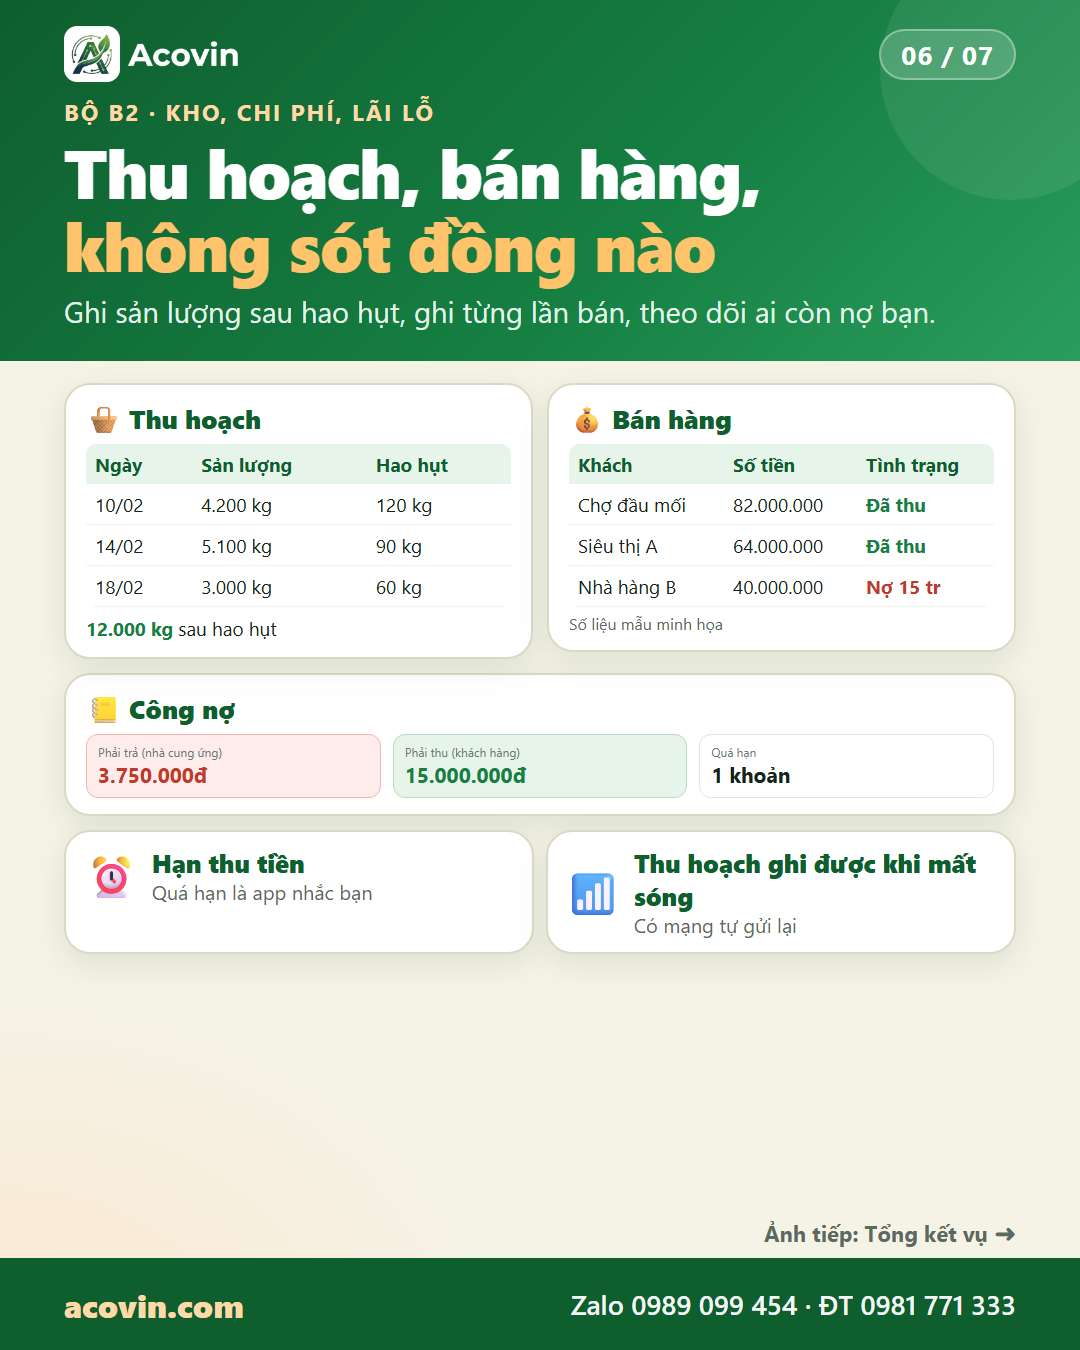 Acovin
06 / 07
BỘ B2 · KHO, CHI PHÍ, LÃI LỖ
Thu hoạch, bán hàng,
không sót đồng nào
Ghi sản lượng sau hao hụt, ghi từng lần bán, theo dõi ai còn nợ bạn.
Thu hoạch
Ngày Sản lượng Hao hụt
10/02 4.200 kg 120 kg
14/02 5.100 kg 90 kg
18/02 3.000 kg 60 kg
12.000 kg sau hao hụt
Bán hàng
Khách Số tiền Tình trạng
Chợ đầu mối 82.000.000 Đã thu
Siêu thị A 64.000.000 Đã thu
Nhà hàng B 40.000.000 Nợ 15 tr
Số liệu mẫu minh họa
Công nợ
Phải trả (nhà cung ứng)
3.750.000đ
Phải thu (khách hàng)
15.000.000đ
Quá hạn
1 khoản
Hạn thu tiền
Quá hạn là app nhắc bạn
Thu hoạch ghi được khi mất
sóng
Có mạng tự gửi lại
Ảnh tiếp: Tổng kết vụ ➜
acovin.com
Zalo 0989 099 454 · ĐT 0981 771 333